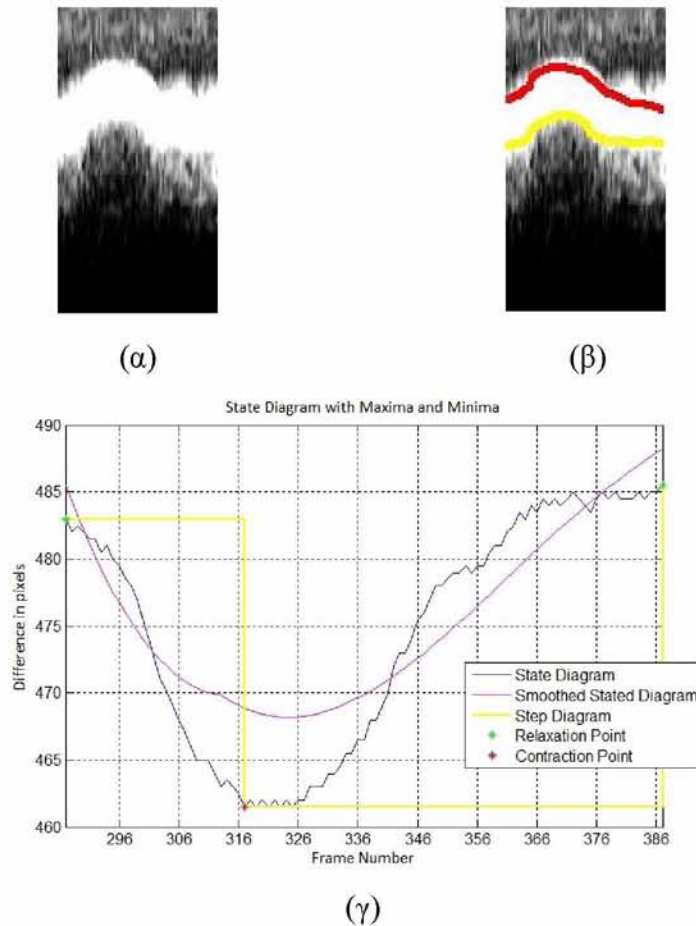 (α) (β)
State Diagram with Maxima and Minima
Difference in pixels
490
485
480
475
470
465
460
State Diagram
Smoothed Stated Diagram
Step Diagram
Relaxation Point
Contraction Point
296 306 316 326 336 346 356 366 376 386
Frame Number
(γ)